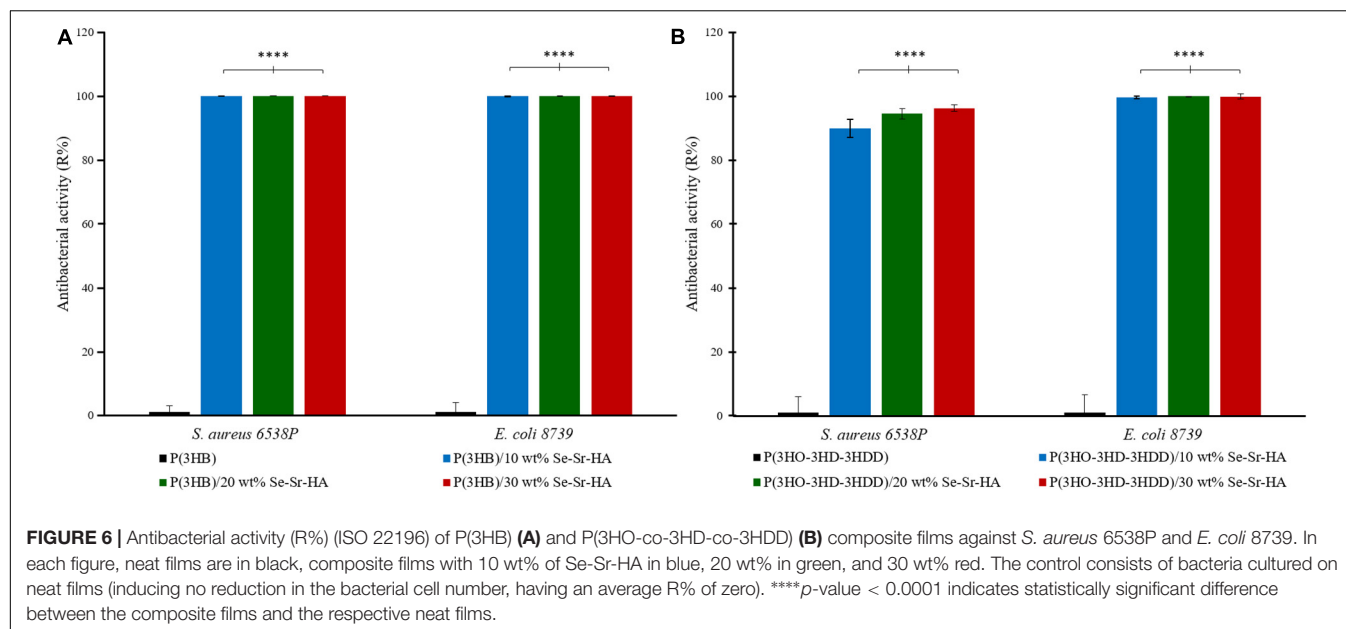 A
120
100
80
60
40
20
0
Antibacterial activity (R%)
****
****
S. aureus 6538P
E. coli 8739
P(3HB)
P(3HB)/10 wt% Se-Sr-HA
P(3HB)/20 wt% Se-Sr-HA
P(3HB)/30 wt% Se-Sr-HA
B
120
100
80
60
40
20
0
Antibacterial activity (R%)
****
****
S. aureus 6538P
E. coli 8739
P(3HO-3HD-3HDD)
P(3HO-3HD-3HDD)/10 wt% Se-Sr-HA
P(3HO-3HD-3HDD)/20 wt% Se-Sr-HA
P(3HO-3HD-3HDD)/30 wt% Se-Sr-HA
FIGURE 6 | Antibacterial activity (R%) (ISO 22196) of P(3HB) (A) and P(3HO-co-3HD-co-3HDD) (B) composite films against S. aureus 6538P and E. coli 8739. In
each figure, neat films are in black, composite films with 10 wt% of Se-Sr-HA in blue, 20 wt% in green, and 30 wt% red. The control consists of bacteria cultured on
neat films (inducing no reduction in the bacterial cell number, having an average R% of zero). ****p-value < 0.0001 indicates statistically significant difference
between the composite films and the respective neat films.